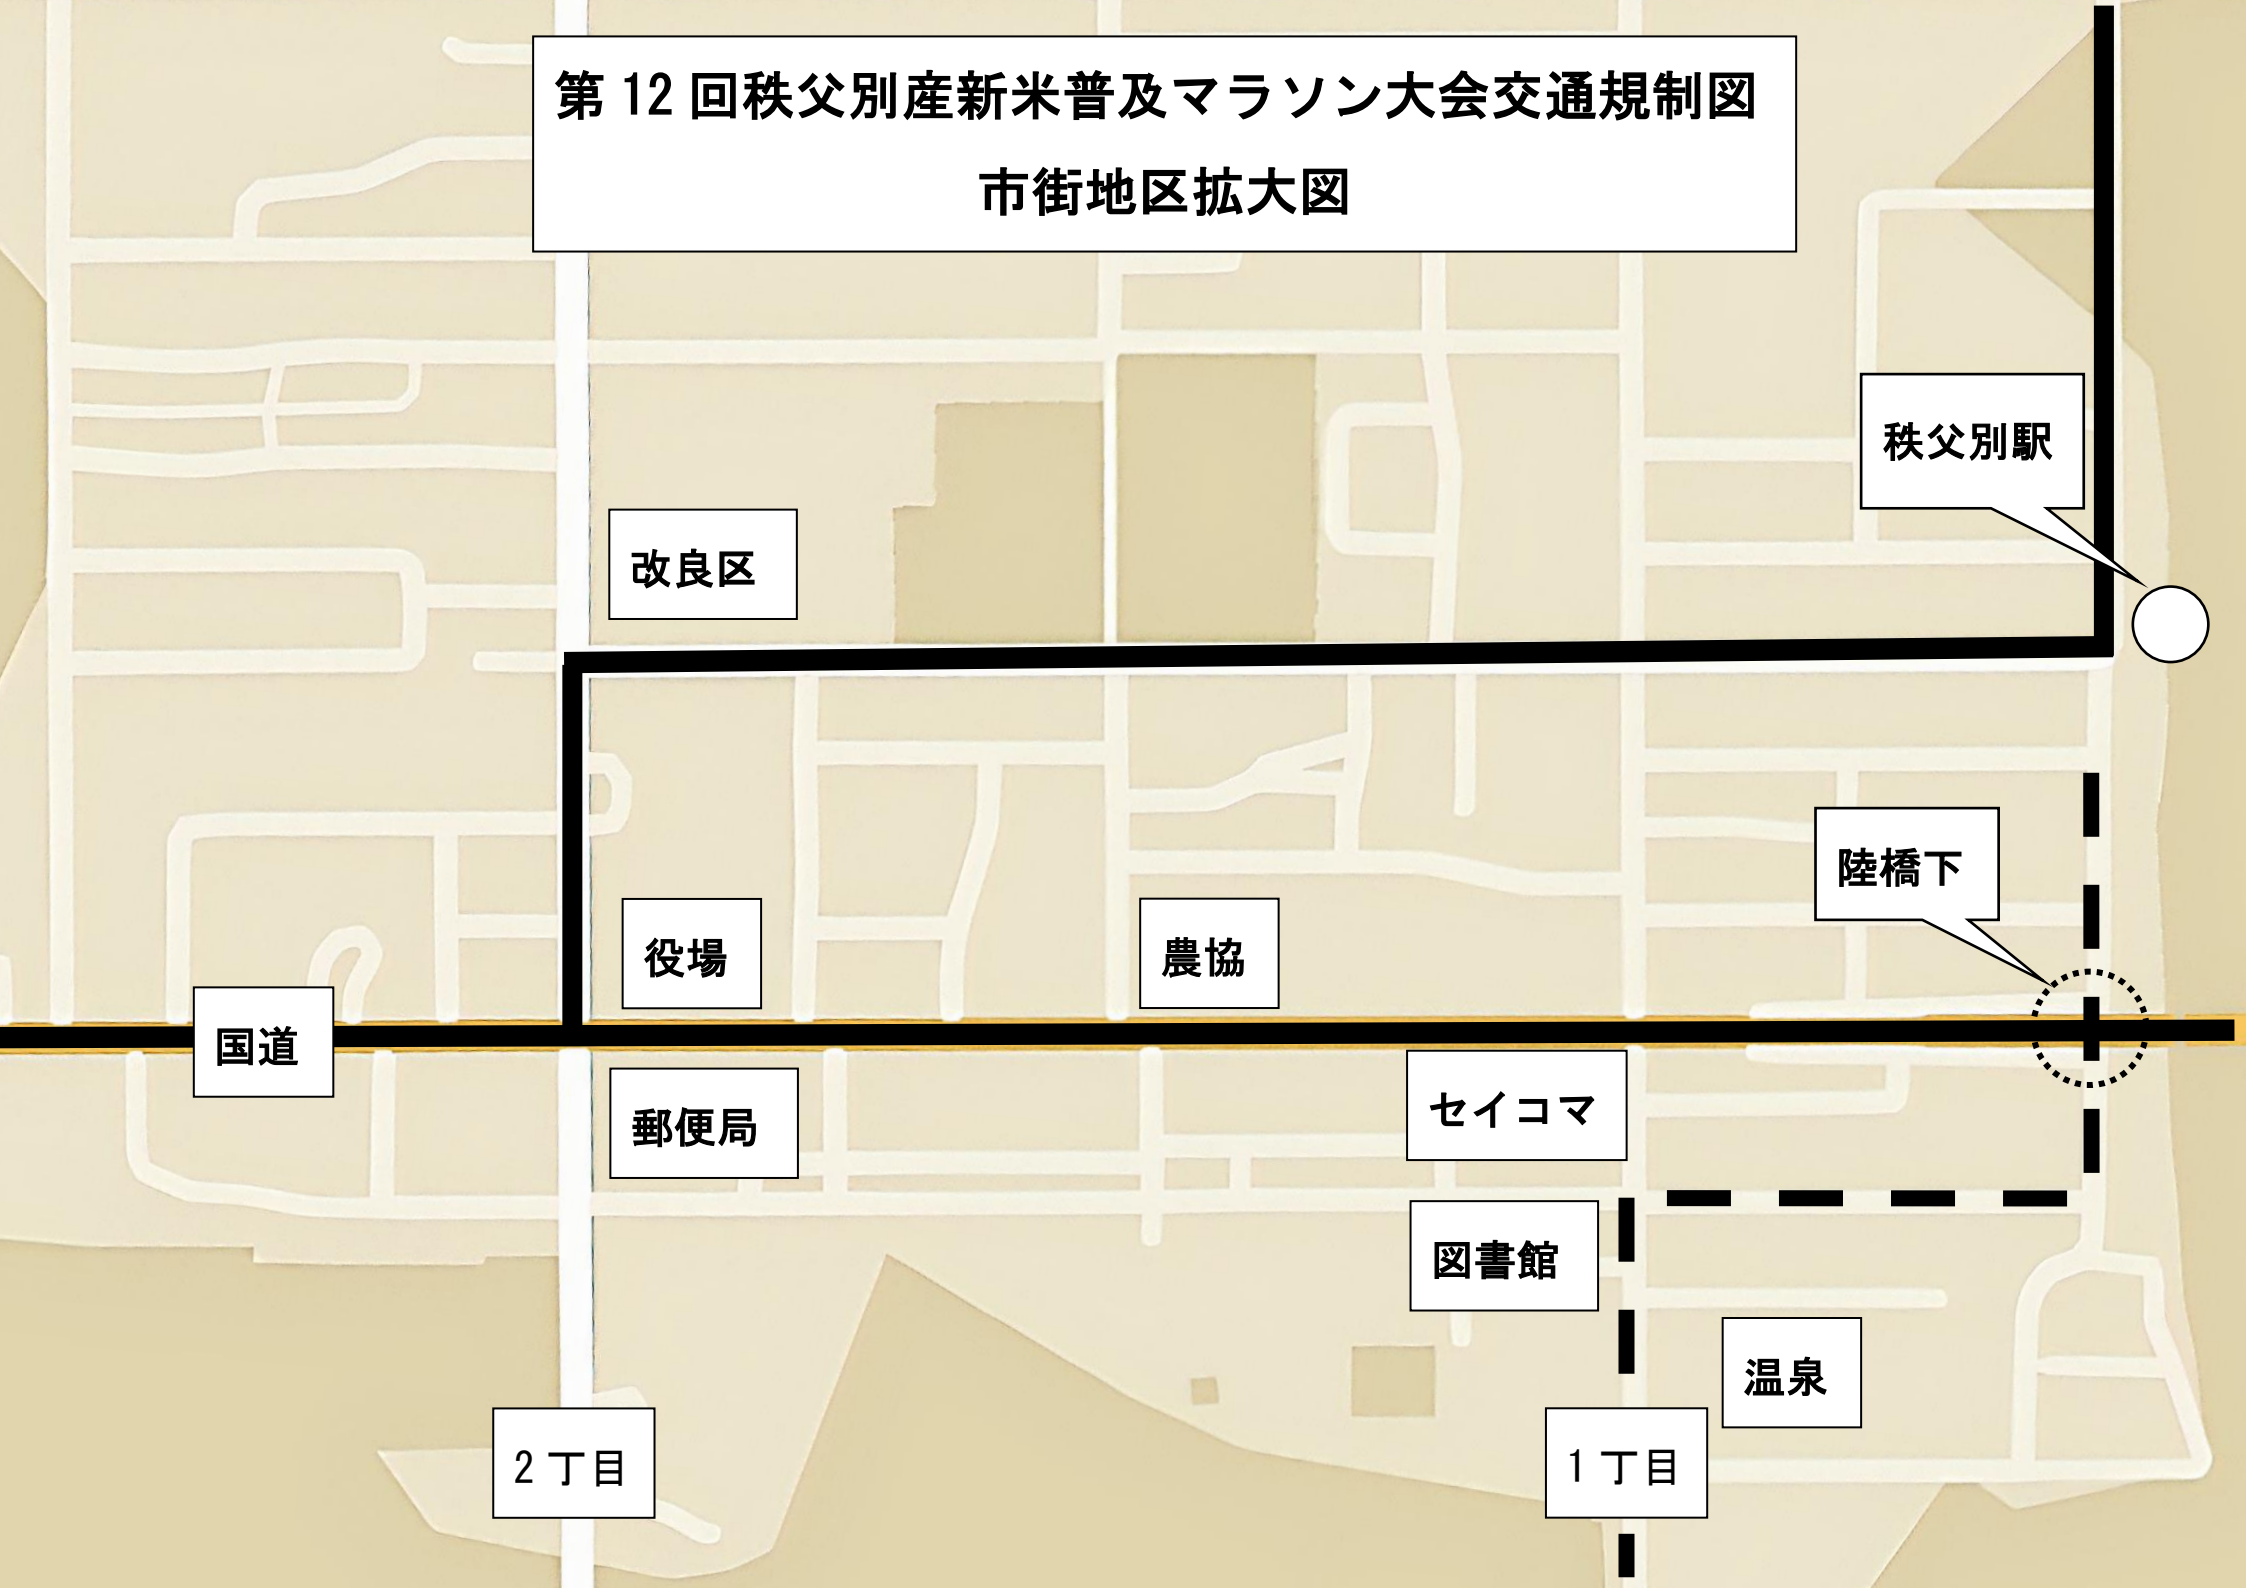 第12回秩父別産新米普及マラソン大会交通規制図
市街地区拡大図
秩父別駅
改良区
陸橋下
役場
農協
国道
セイコマ
郵便局
図書館
温泉
2丁目
1丁目